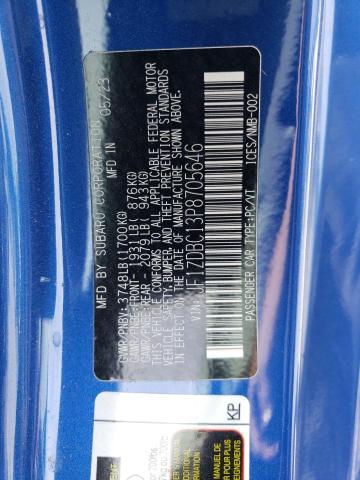 MFD BY SUBARU CORPORATION 05/23
MFD IN
GVWR/PNBV: 3748LB(1700KG)
GAWR/PNBE-FRONT- 1931LB( 876KG)
GAWR/PNBE-REAR - 2079LB( 943KG)
THIS VEHICLE CONFORMS TO ALL APPLICABLE FEDERAL MOTOR
VEHICLE SAFETY,BUMPER, AND THEFT PREVENTION STANDARDS
IN EFFECT ON THE DATE OF MANUFACTURE SHOWN ABOVE.
VIN: JF1ZDBC13P8705646
ICES/NMB-002
PASSENGER CAR TYPE:PC/VT
KP